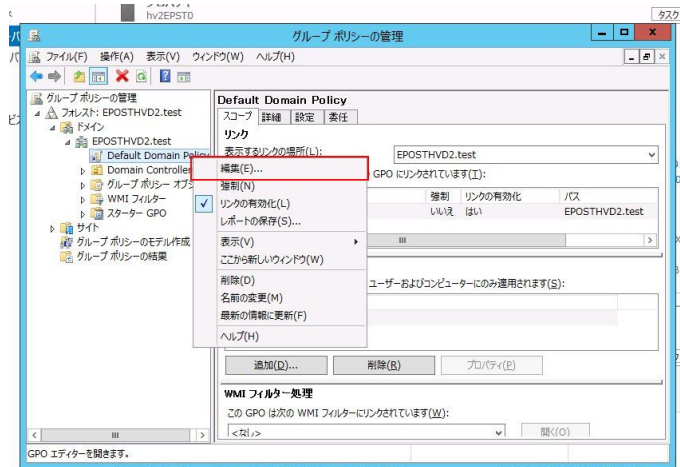 hv2EPST0
タスク
グループ ポリシーの管理
ファイル(F) 操作(A) 表示(V) ウィンドウ(W) ヘルプ(H)
グループ ポリシーの管理
フォレスト: EPOSTHVD2.test
ドメイン
EPOSTHVD2.test
Default Domain Policy
Domain Controller
グループ ポリシー オブジ
WMI フィルター
スターター GPO
サイト
グループ ポリシーのモデル作成
グループ ポリシーの結果
Default Domain Policy
スコープ 詳細 設定 委任
リンク
表示するリンクの場所(L): EPOSTHVD2.test
GPO にリンクされています(T):
強制 リンクの有効化 パス
いいえ はい EPOSTHVD2.test
編集(E)...
強制(N)
リンクの有効化(L)
レポートの保存(S)...
表示(V)
ここから新しいウィンドウ(W)
削除(D)
名前の変更(M)
最新の情報に更新(F)
ヘルプ(H)
ユーザーおよびコンピューターにのみ適用されます(S):
追加(D)... 削除(R) プロパティ(P)
WMI フィルター処理
この GPO は次の WMI フィルターにリンクされています(W):
<なし> 開く(O)
GPO エディターを開きます。